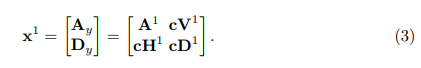 x¹ = [A_y D_y] = [A¹ cV¹ cH¹ cD¹]. (3)